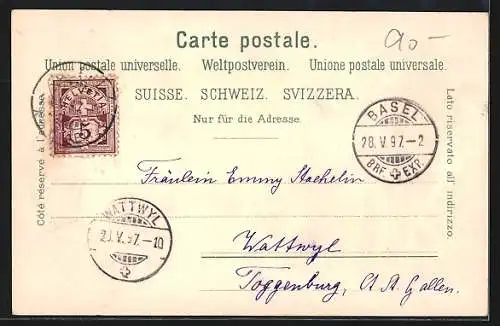 Carte postale.
90-
Union postale universelle. Weltpostverein. Unione postale universale.
SUISSE. SCHWEIZ. SVIZZERA.
Nur für die Adresse.
Côté réservé à l'adresse.
Lato riservato all' indirizzo.
HELVETIA
5
BASEL
28.V.97.-2
BRF. EXP.
Fräulein Emmy Staehelin
WATTWYL
.V.97.-10
Wattwyl
Toggenburg, Ct. St. Gallen.